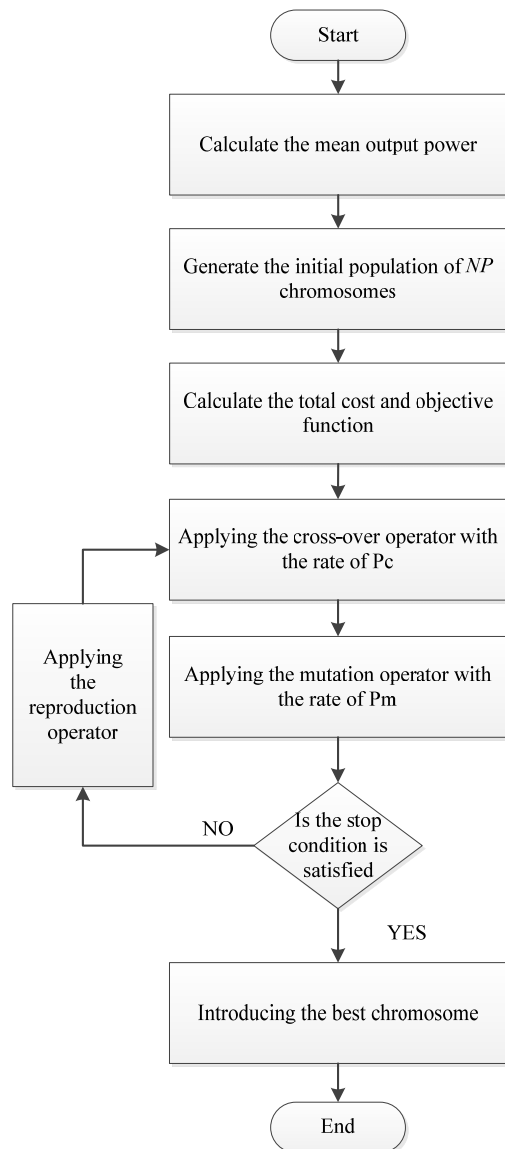 Start
Calculate the mean output power
Generate the initial population of NP
chromosomes
Calculate the total cost and objective
function
Applying the cross-over operator with
the rate of Pc
Applying
the
reproduction
operator
Applying the mutation operator with
the rate of Pm
Is the stop
condition is
satisfied
NO
YES
Introducing the best chromosome
End